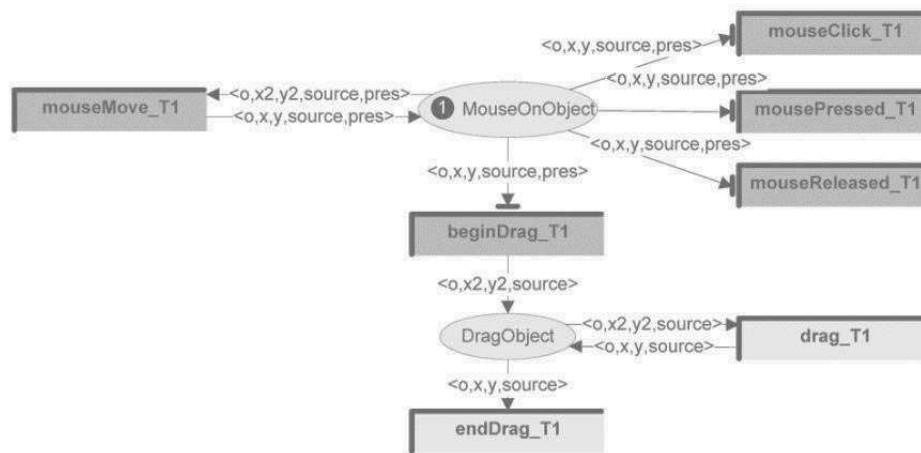 mouseClick_T1
<o,x,y,source,pres>
<o,x,y,source,pres>
<o,x2,y2,source,pres>
mouseMove_T1
1 MouseOnObject
mousePressed_T1
<o,x,y,source,pres>
<o,x,y,source,pres>
<o,x,y,source,pres>
mouseReleased_T1
beginDrag_T1
<o,x2,y2,source>
<o,x2,y2,source>
DragObject
drag_T1
<o,x,y,source>
<o,x,y,source>
endDrag_T1